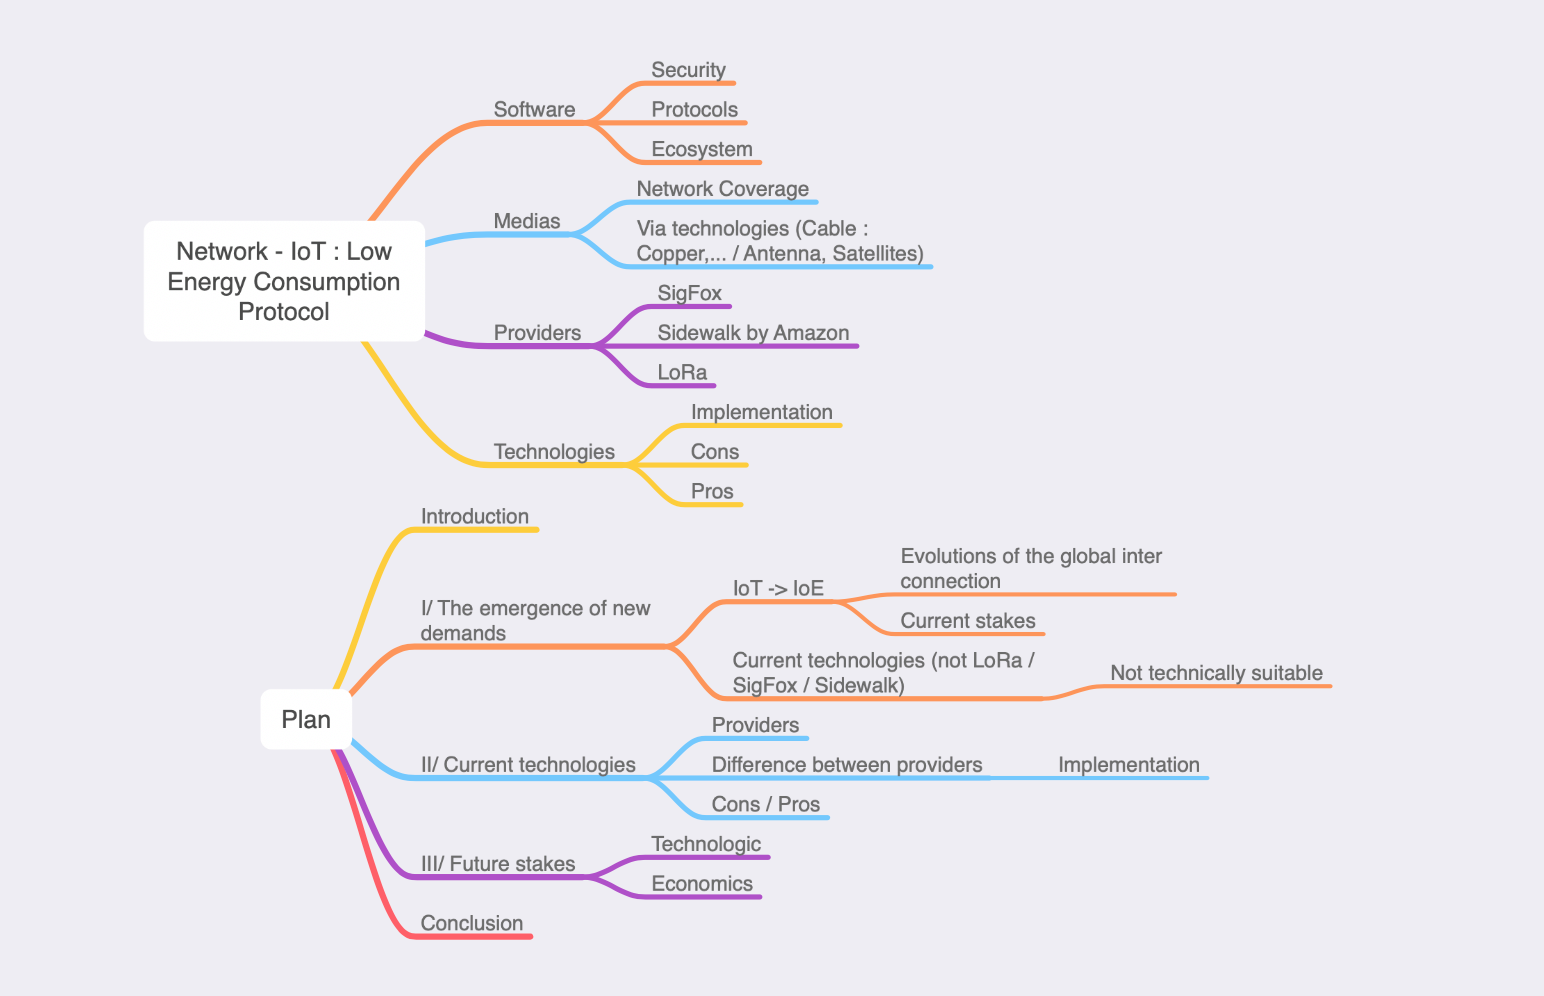 Network - IoT : Low
Energy Consumption
Protocol
Software
Security
Protocols
Ecosystem
Medias
Network Coverage
Via technologies (Cable :
Copper,... / Antenna, Satellites)
Providers
SigFox
Sidewalk by Amazon
LoRa
Technologies
Implementation
Cons
Pros
Plan
Introduction
I/ The emergence of new
demands
IoT -> IoE
Evolutions of the global inter
connection
Current stakes
Current technologies (not LoRa /
SigFox / Sidewalk)
Not technically suitable
II/ Current technologies
Providers
Difference between providers
Implementation
Cons / Pros
III/ Future stakes
Technologic
Economics
Conclusion